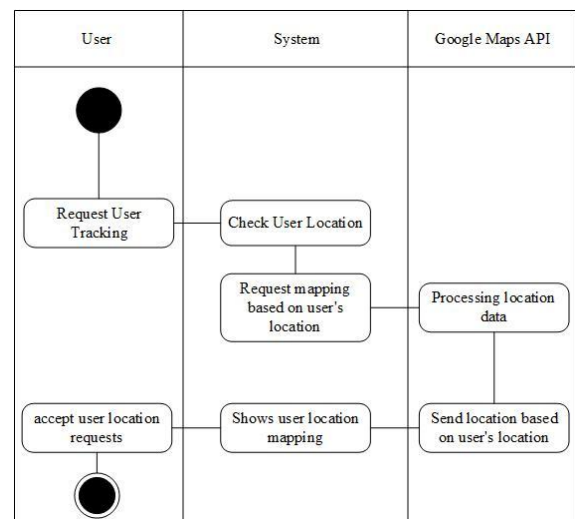 User
System
Google Maps API
Request User
Tracking
Check User Location
Request mapping
based on user's
location
Processing location
data
accept user location
requests
Shows user location
mapping
Send location based
on user's location